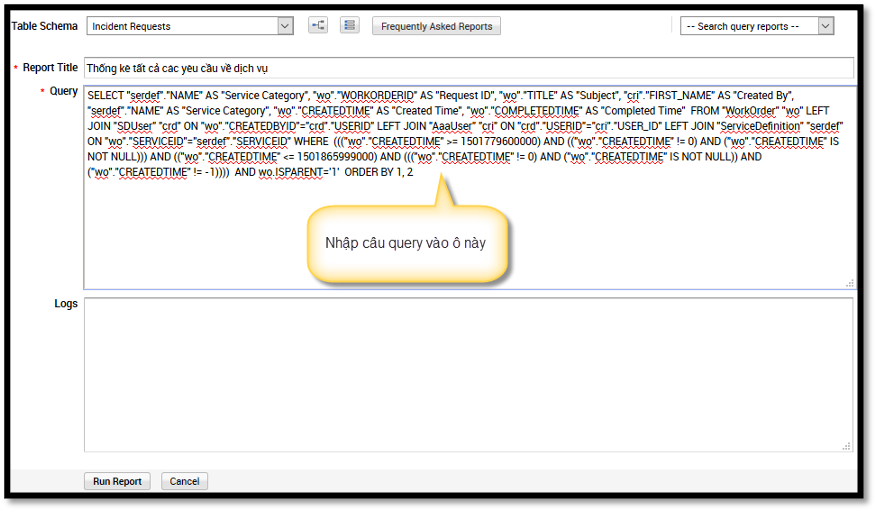 Table Schema Incident Requests Frequently Asked Reports -- Search query reports --
* Report Title Thống kê tất cả các yêu cầu về dịch vụ
* Query SELECT "serdef"."NAME" AS "Service Category", "wo"."WORKORDERID" AS "Request ID", "wo"."TITLE" AS "Subject", "cri"."FIRST_NAME" AS "Created By",
"serdef"."NAME" AS "Service Category", "wo"."CREATEDTIME" AS "Created Time", "wo"."COMPLETEDTIME" AS "Completed Time" FROM "WorkOrder" "wo" LEFT
JOIN "SDUser" "crd" ON "wo"."CREATEDBYID"="crd"."USERID" LEFT JOIN "AaaUser" "cri" ON "crd"."USERID"="cri"."USER_ID" LEFT JOIN "ServiceDefinition" "serdef"
ON "wo"."SERVICEID"="serdef"."SERVICEID" WHERE ((("wo"."CREATEDTIME" >= 1501779600000) AND (("wo"."CREATEDTIME" != 0) AND ("wo"."CREATEDTIME" IS
NOT NULL))) AND (("wo"."CREATEDTIME" <= 1501865999000) AND ((("wo"."CREATEDTIME" != 0) AND ("wo"."CREATEDTIME" IS NOT NULL)) AND
("wo"."CREATEDTIME" != -1)))) AND wo.ISPARENT='1' ORDER BY 1, 2
Nhập câu query vào ô này
Logs
Run Report Cancel